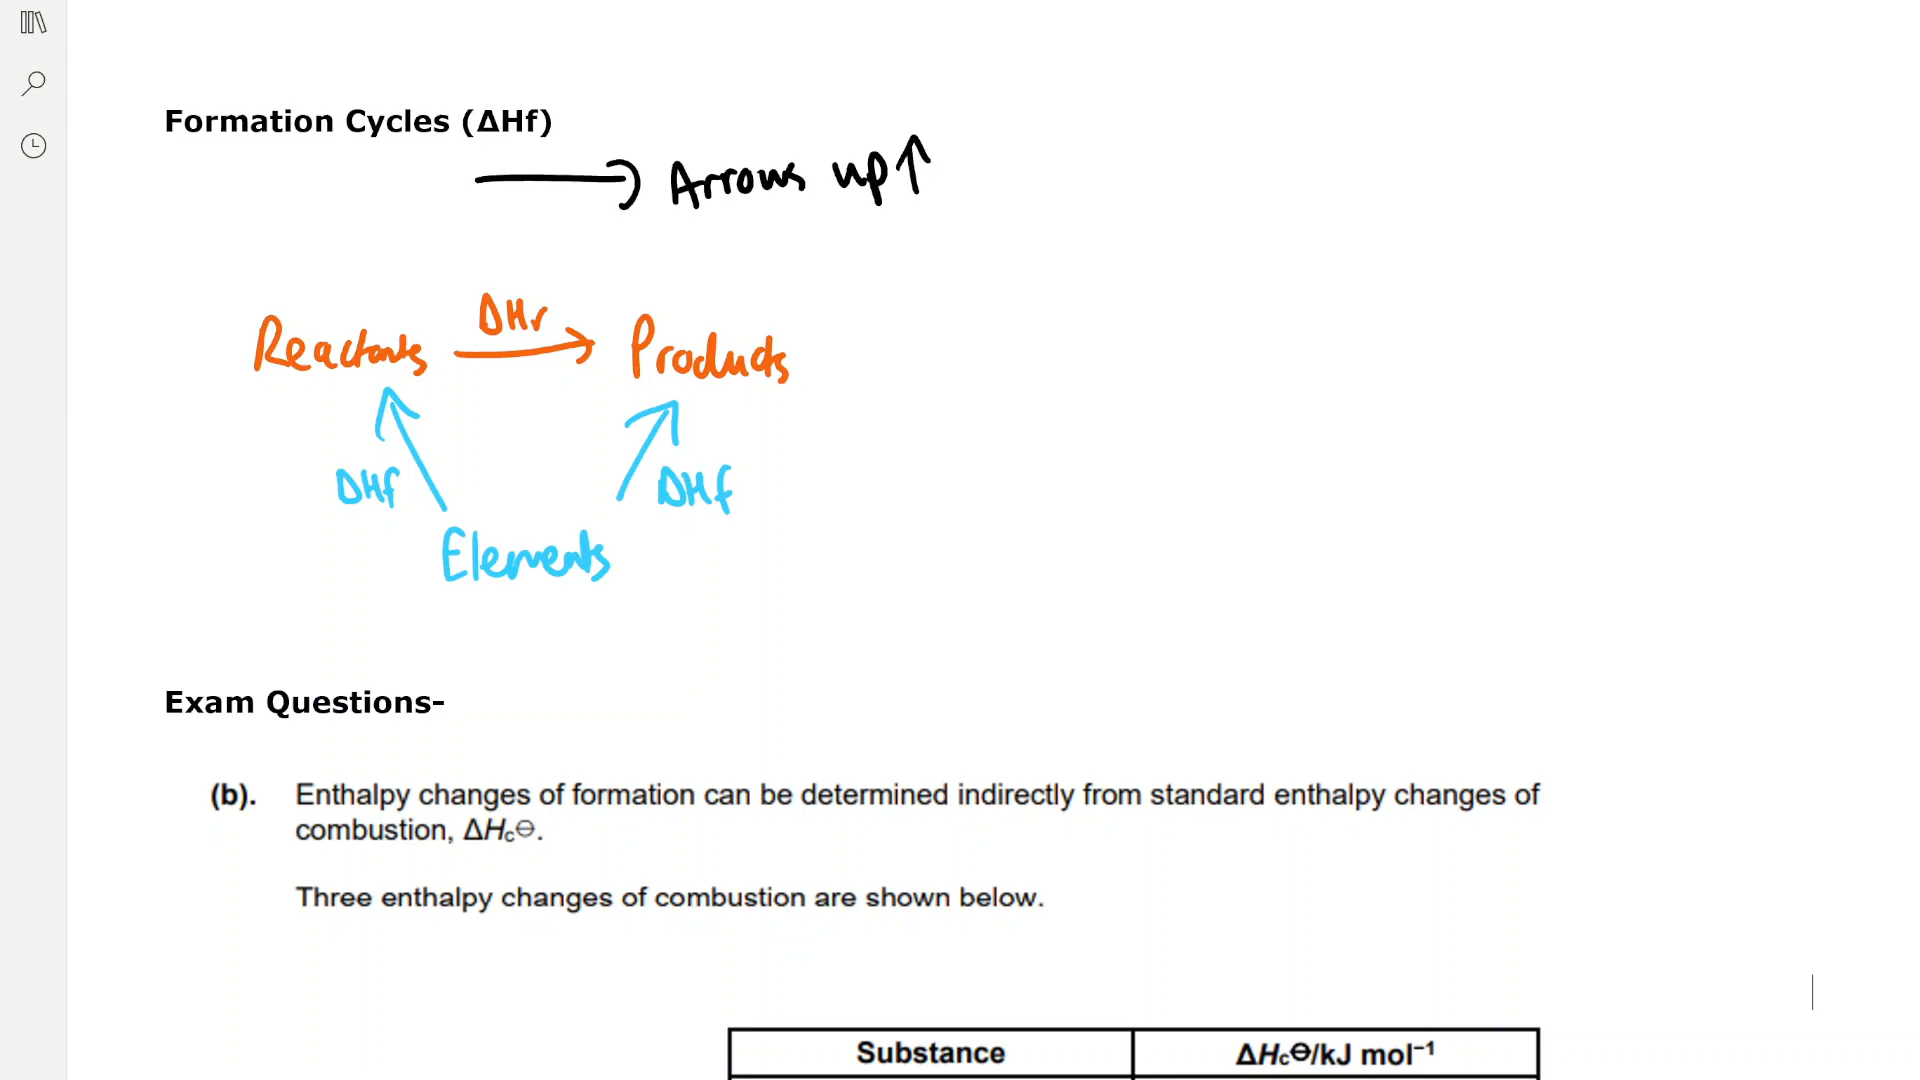 Formation Cycles (ΔHf)
Arrows up↑
ΔHr
Reactants → Products
ΔHf ΔHf
Elements
Exam Questions-
(b). Enthalpy changes of formation can be determined indirectly from standard enthalpy changes of
combustion, ΔHc⊖.
Three enthalpy changes of combustion are shown below.
Substance ΔHc⊖/kJ mol⁻¹